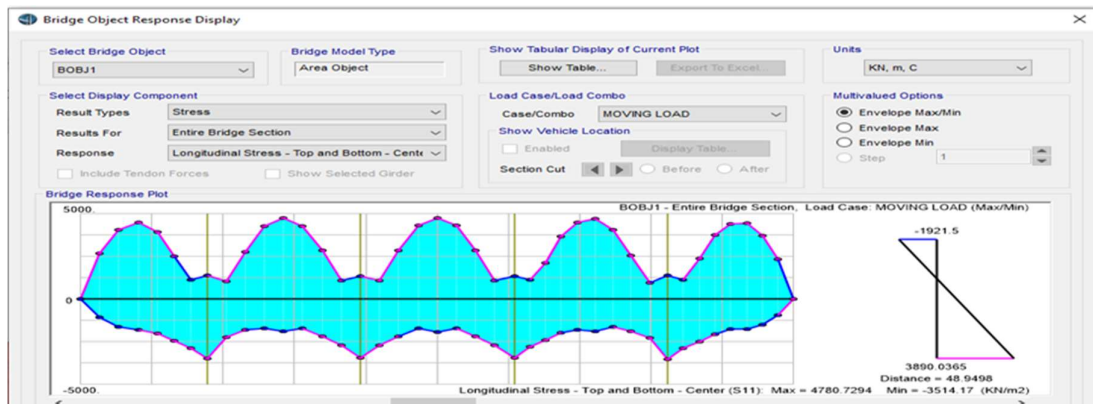 Bridge Object Response Display
Select Bridge Object
BOBJ1
Bridge Model Type
Area Object
Show Tabular Display of Current Plot
Show Table...
Export To Excel...
Units
KN, m, C
Select Display Component
Result Types
Stress
Results For
Entire Bridge Section
Response
Longitudinal Stress - Top and Bottom - Cente
Include Tendon Forces
Show Selected Girder
Load Case/Load Combo
Case/Combo
MOVING LOAD
Show Vehicle Location
Enabled
Display Table...
Section Cut
Before
After
Multivalued Options
Envelope Max/Min
Envelope Max
Envelope Min
Step
1
Bridge Response Plot
5000.
BOBJ1 - Entire Bridge Section, Load Case: MOVING LOAD (Max/Min)
-1921.5
0
3890.0365
Distance = 48.9498
-5000.
Longitudinal Stress - Top and Bottom - Center (S11): Max = 4780.7294 Min = -3514.17 (KN/m2)